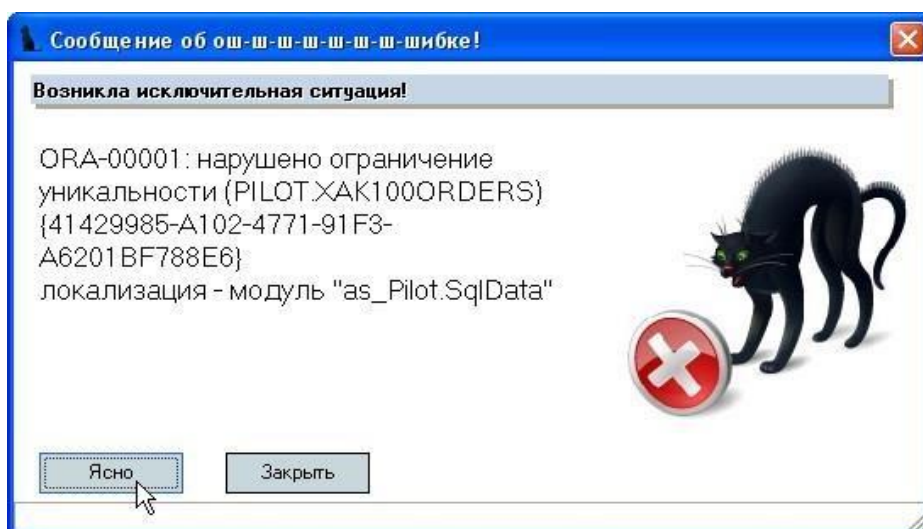 Сообщение об ош-ш-ш-ш-ш-ш-шибке!
Возникла исключительная ситуация!
ORA-00001: нарушено ограничение
уникальности (PILOT.XAK100ORDERS)
{41429985-A102-4771-91F3-
A6201BF788E6}
локализация - модуль "as_Pilot.SqlData"
Ясно
Закрыть